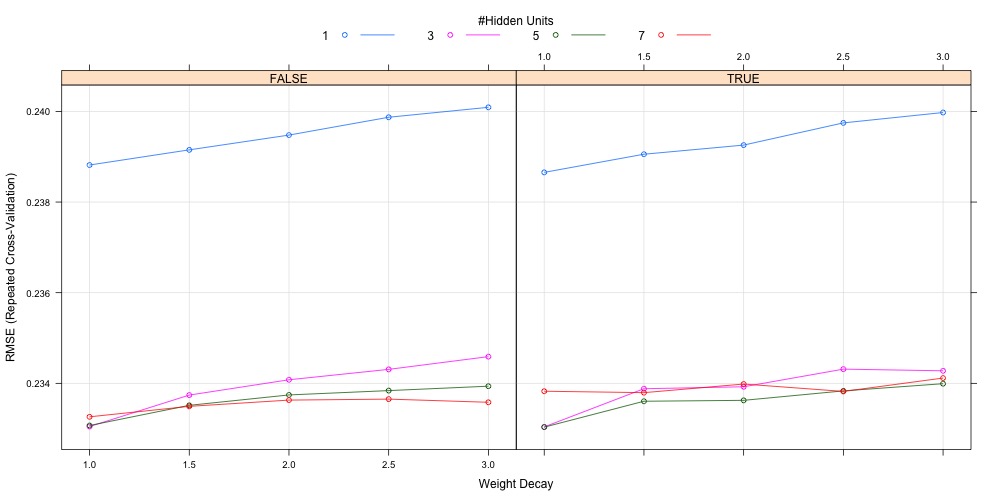 #Hidden Units
1 3 5 7
1.0 1.5 2.0 2.5 3.0
FALSE TRUE
0.240
0.238
0.236
0.234
RMSE (Repeated Cross-Validation)
1.0 1.5 2.0 2.5 3.0
Weight Decay